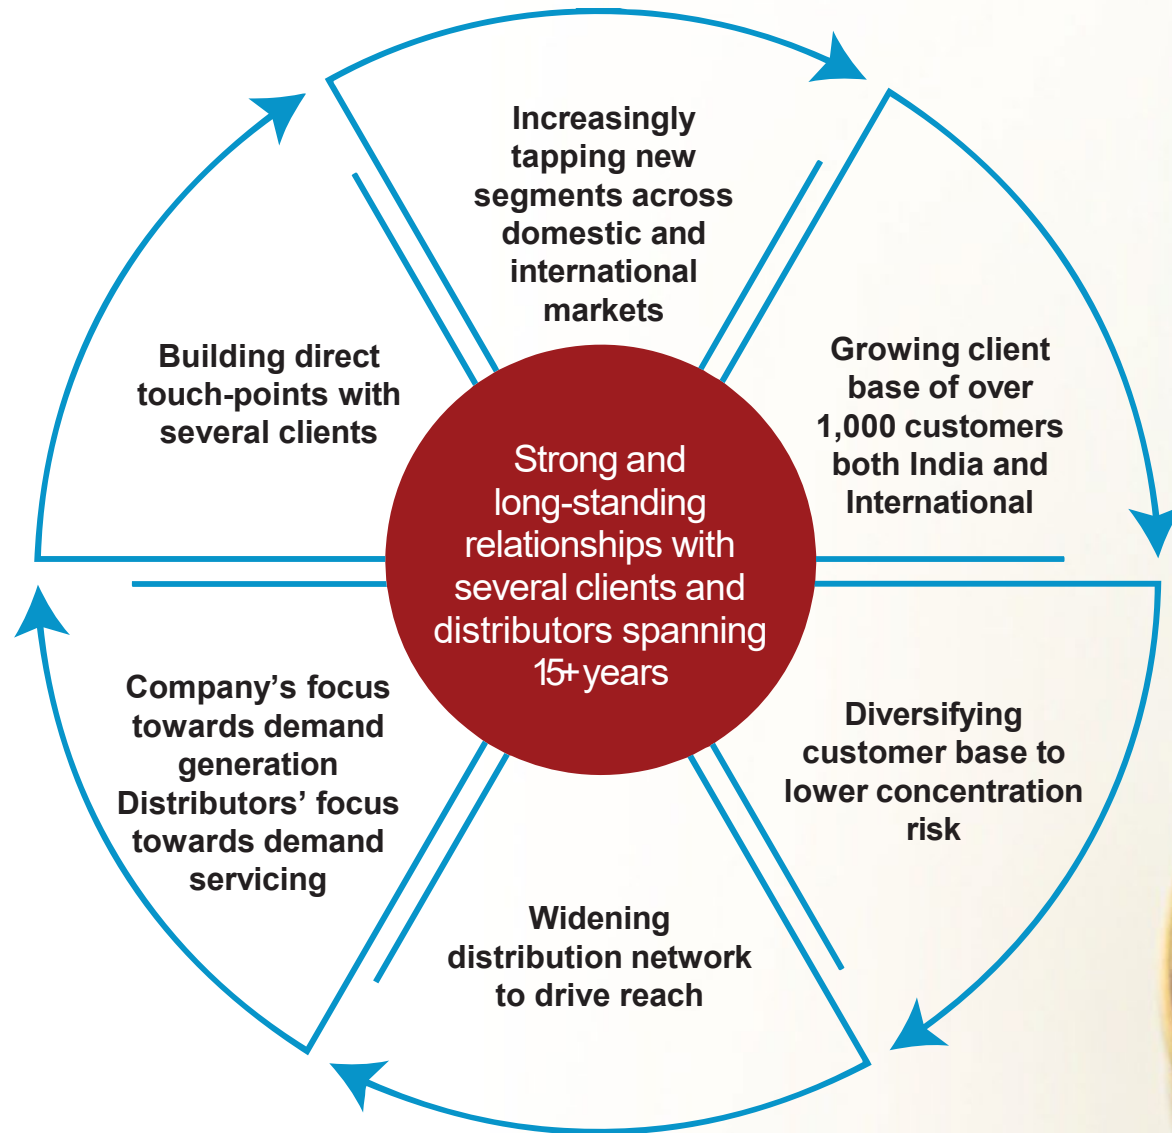 Increasingly
tapping new
segments across
domestic and
international
markets
Growing client
base of over
1,000 customers
both India and
International
Diversifying
customer base to
lower concentration
risk
Widening
distribution network
to drive reach
Company’s focus
towards demand
generation
Distributors’ focus
towards demand
servicing
Building direct
touch-points with
several clients
Strong and
long-standing
relationships with
several clients and
distributors spanning
15+ years